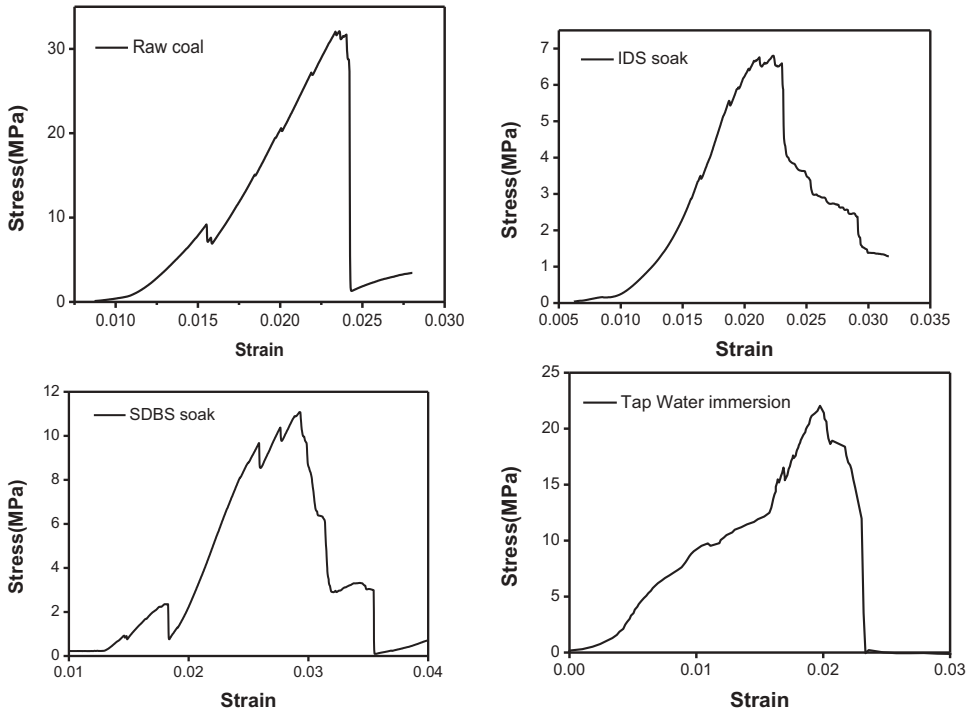 Raw coal
Stress(MPa)
30
20
10
0
0.010 0.015 0.020 0.025 0.030
Strain
IDS soak
Stress(MPa)
7
6
5
4
3
2
1
0
0.005 0.010 0.015 0.020 0.025 0.030 0.035
Strain
SDBS soak
Stress(MPa)
12
10
8
6
4
2
0
0.01 0.02 0.03 0.04
Strain
Tap Water immersion
Stress(MPa)
25
20
15
10
5
0
0.00 0.01 0.02 0.03
Strain